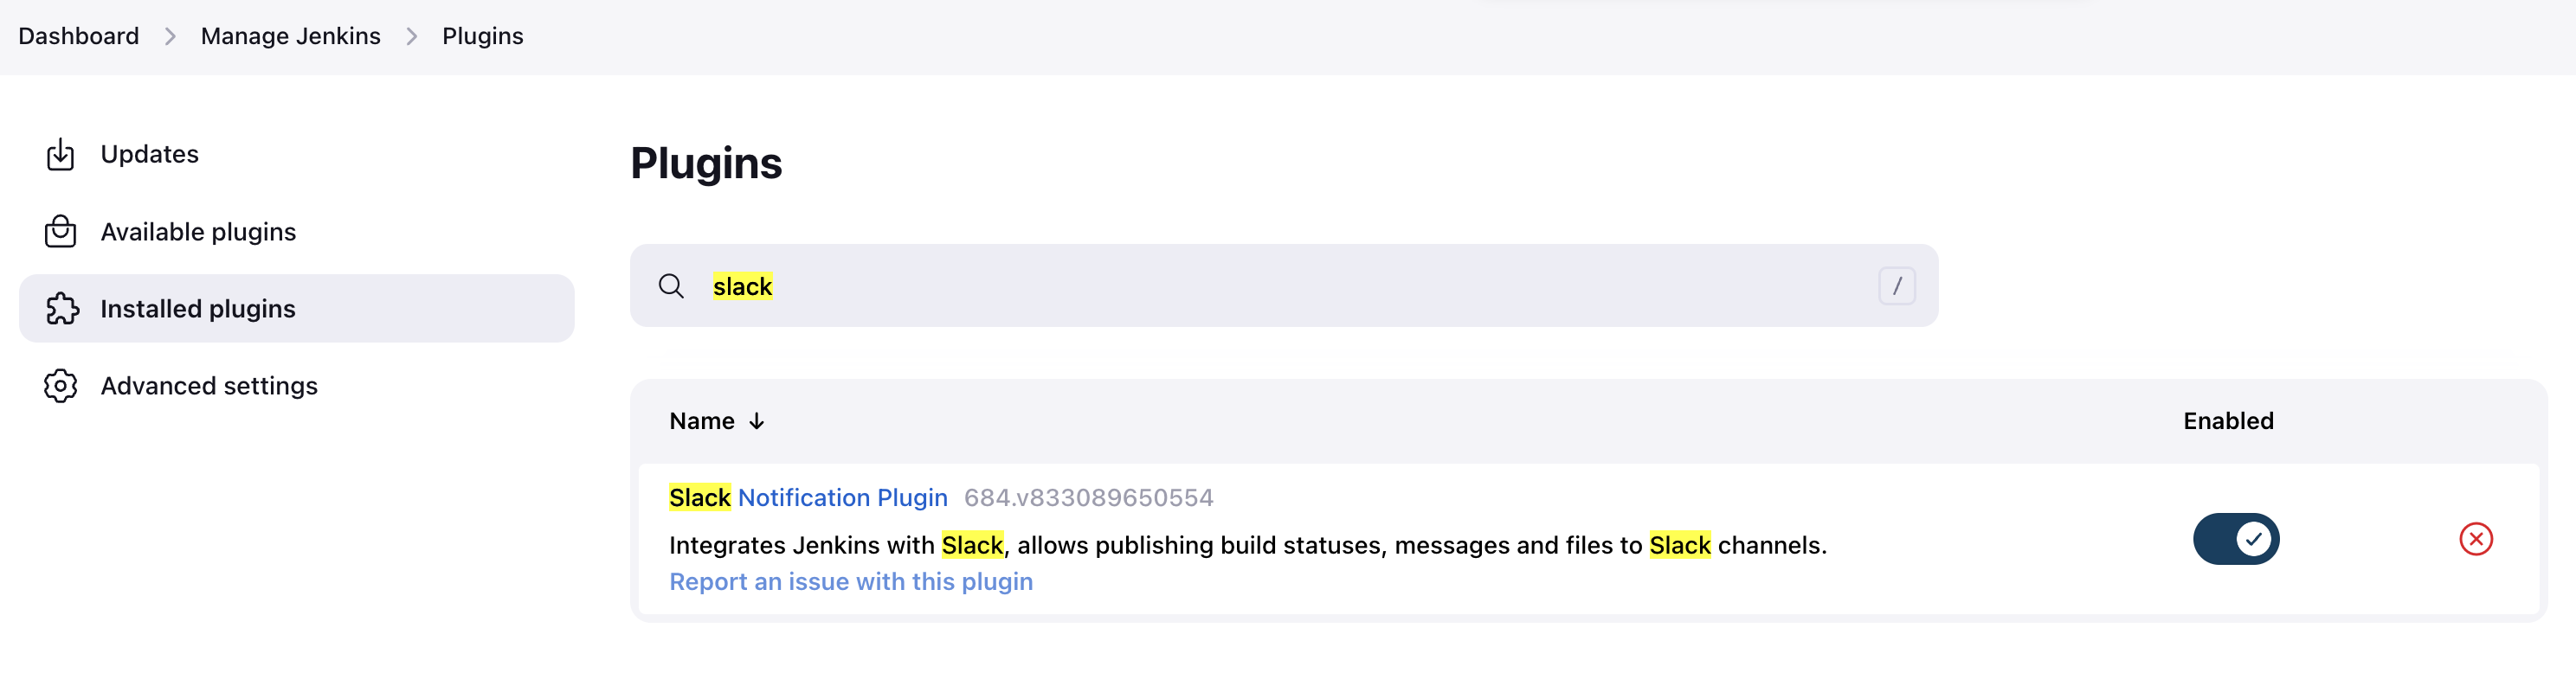 Dashboard > Manage Jenkins > Plugins
Updates
Available plugins
Installed plugins
Advanced settings
Plugins
slack
/
Name ↓ Enabled
Slack Notification Plugin 684.v833089650554
Integrates Jenkins with Slack, allows publishing build statuses, messages and files to Slack channels.
Report an issue with this plugin